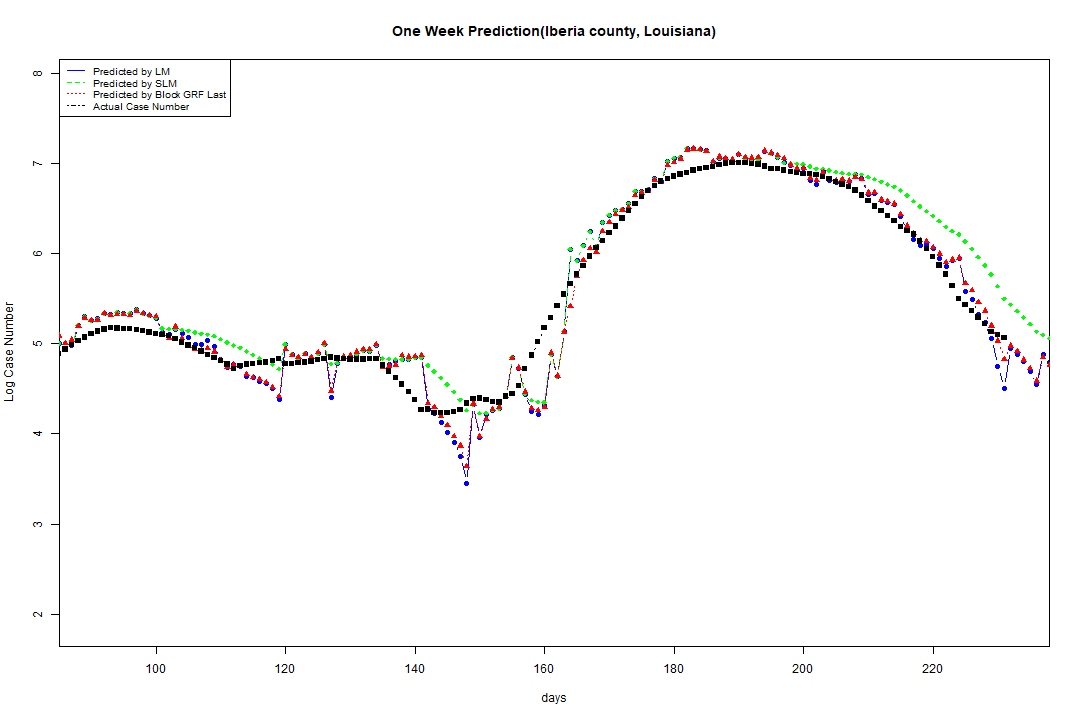 One Week Prediction(Iberia county, Louisiana)
Predicted by LM
Predicted by SLM
Predicted by Block GRF Last
Actual Case Number
8
7
6
5
4
3
2
Log Case Number
100 120 140 160 180 200 220
days